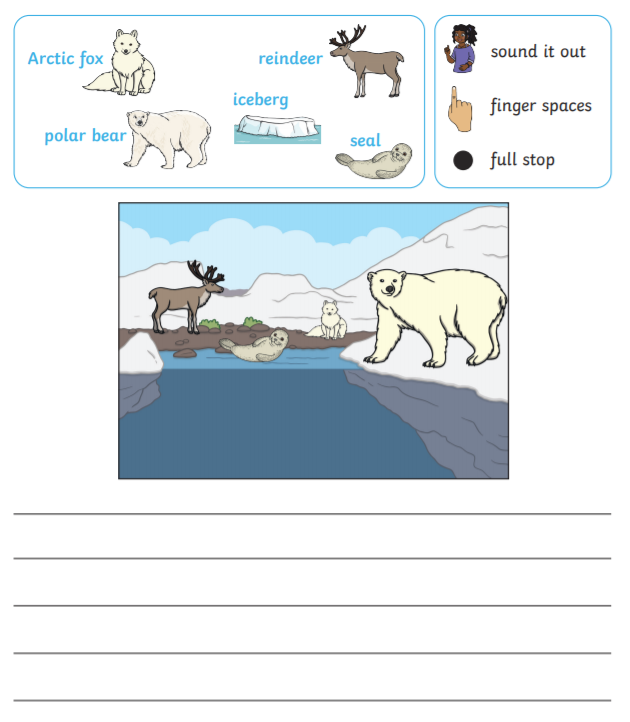 Arctic fox
reindeer
iceberg
polar bear
seal
sound it out
finger spaces
full stop